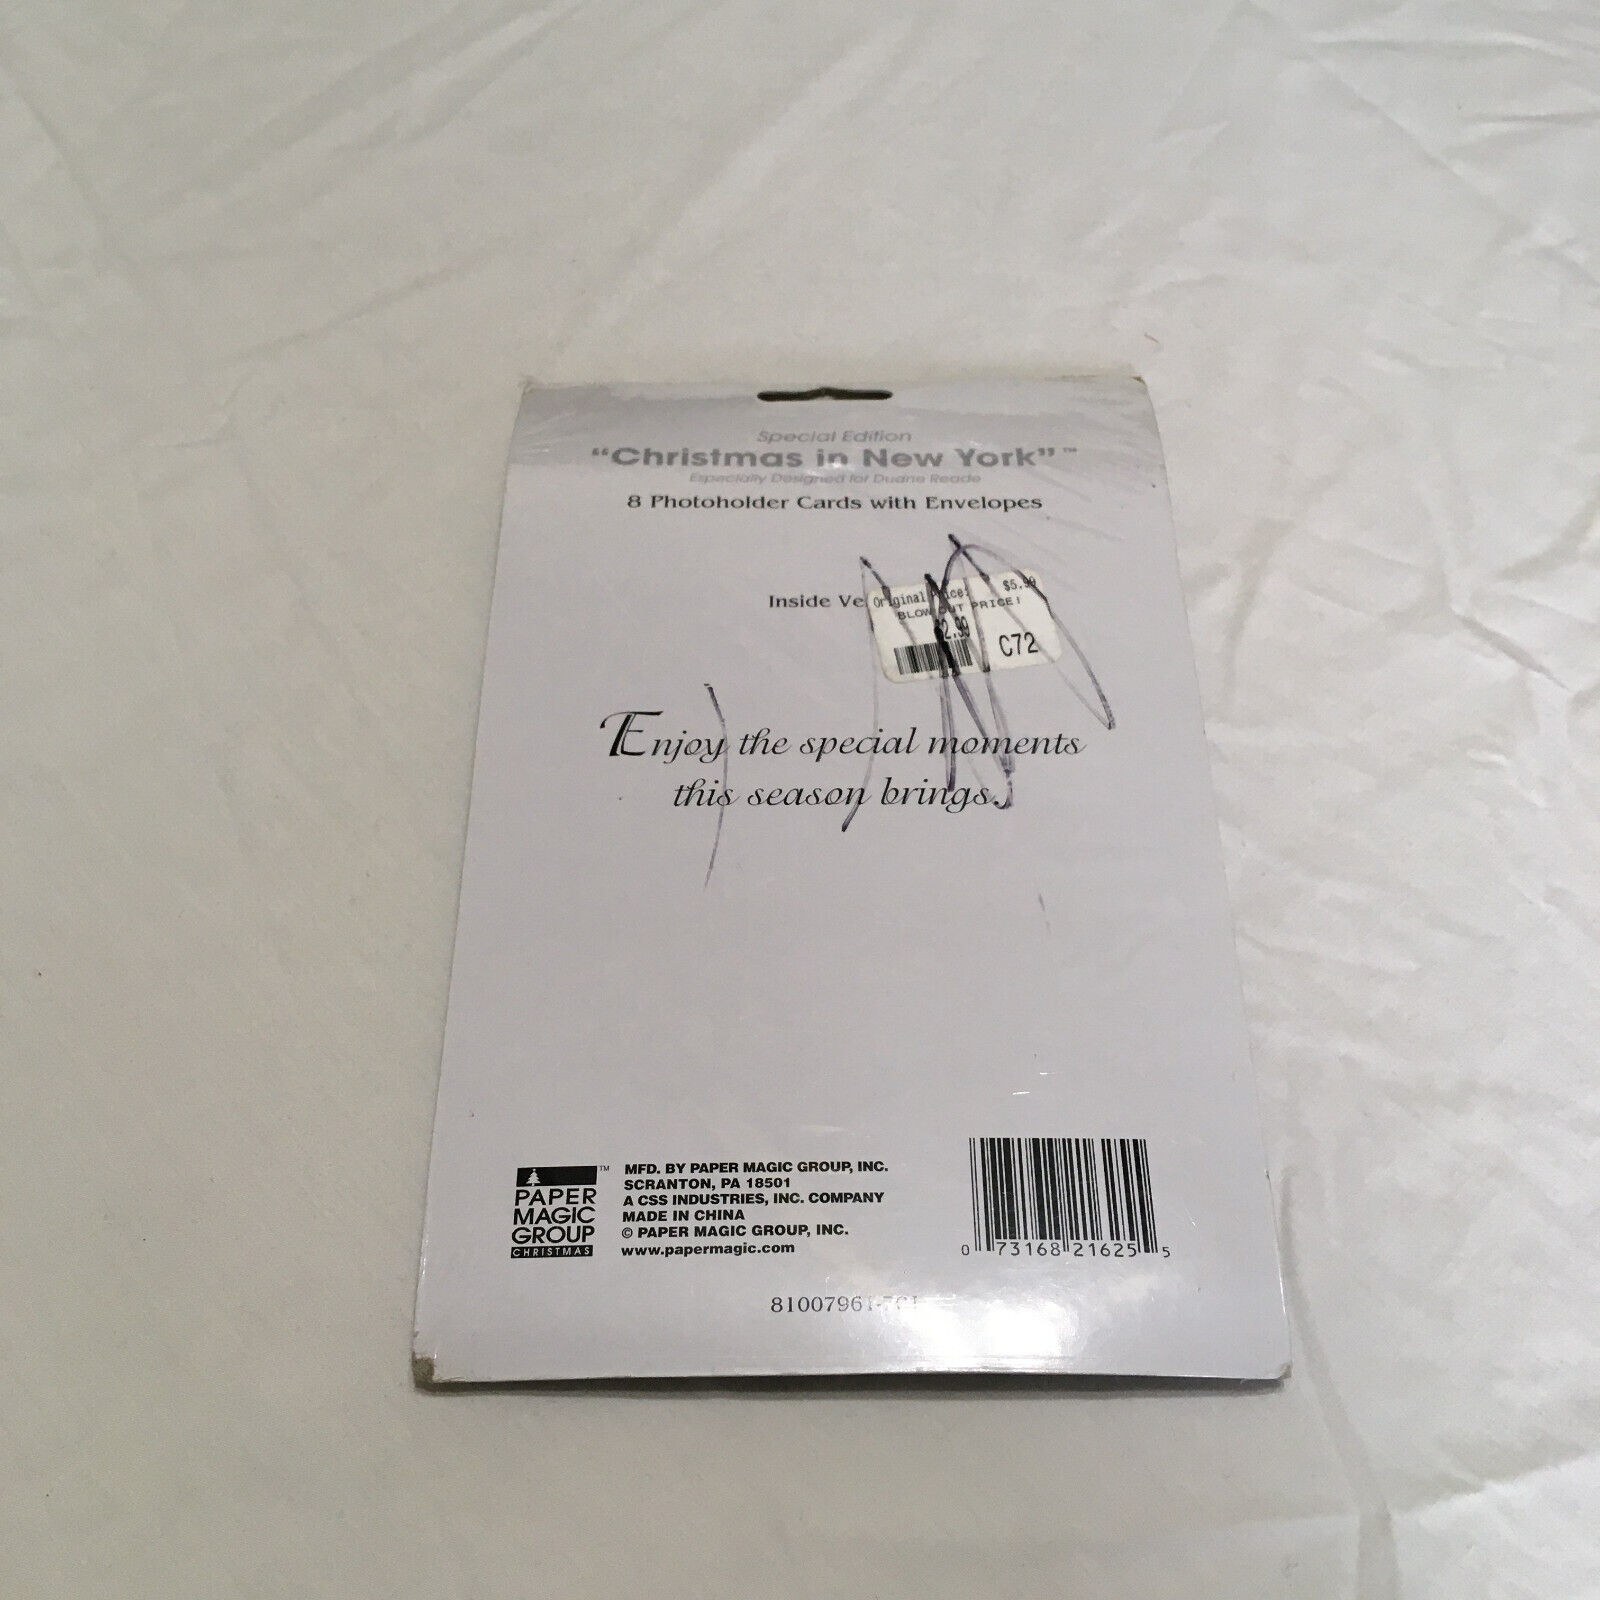 Special Edition
"Christmas in New York"™
Especially Designed for Duane Reade
8 Photoholder Cards with Envelopes
Inside
Original Price: $5.99
BLOW OUT PRICE!
$2.99
C72
Enjoy the special moments
this season brings.
™
PAPER
MAGIC
GROUP
CHRISTMAS
MFD. BY PAPER MAGIC GROUP, INC.
SCRANTON, PA 18501
A CSS INDUSTRIES, INC. COMPANY
MADE IN CHINA
© PAPER MAGIC GROUP, INC.
www.papermagic.com
0 73168 21625 5